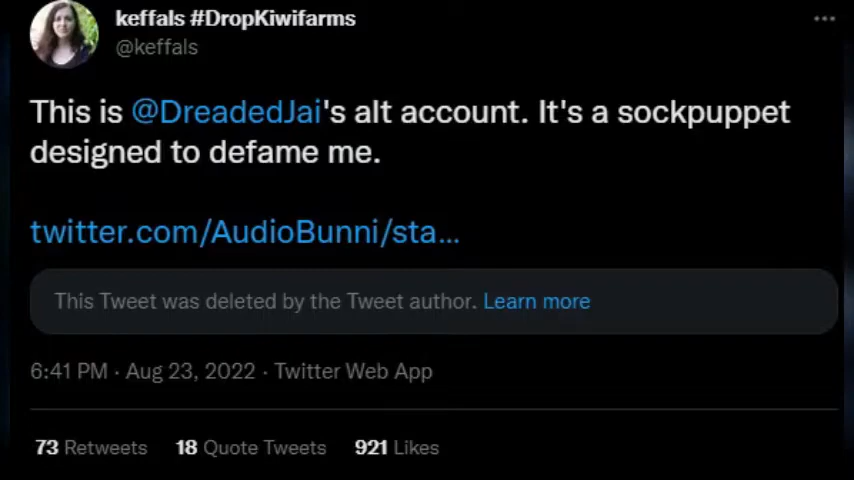 keffals #DropKiwifarms
@keffals
This is @DreadedJai's alt account. It's a sockpuppet
designed to defame me.
twitter.com/AudioBunni/sta...
This Tweet was deleted by the Tweet author. Learn more
6:41 PM · Aug 23, 2022 · Twitter Web App
73 Retweets 18 Quote Tweets 921 Likes